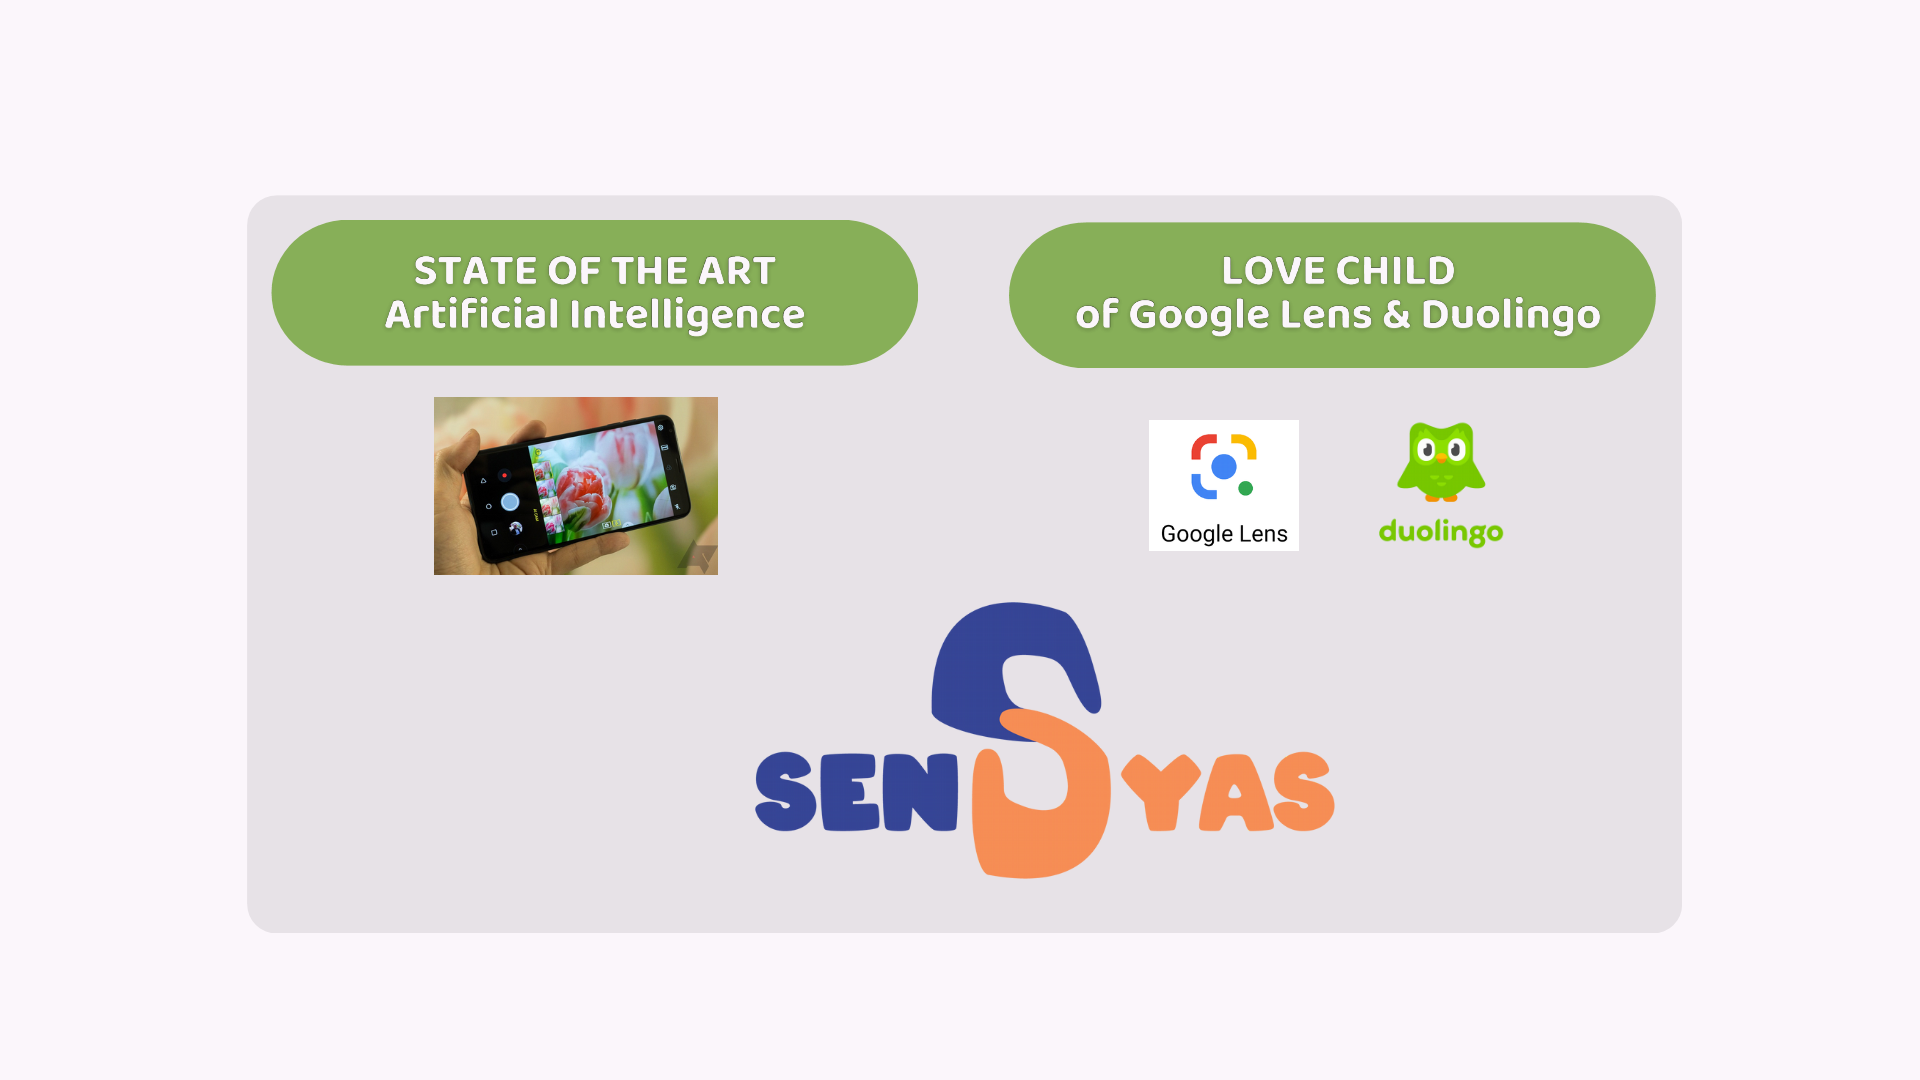 STATE OF THE ART
Artificial Intelligence
LOVE CHILD
of Google Lens & Duolingo
Google Lens
duolingo
SENSYAS